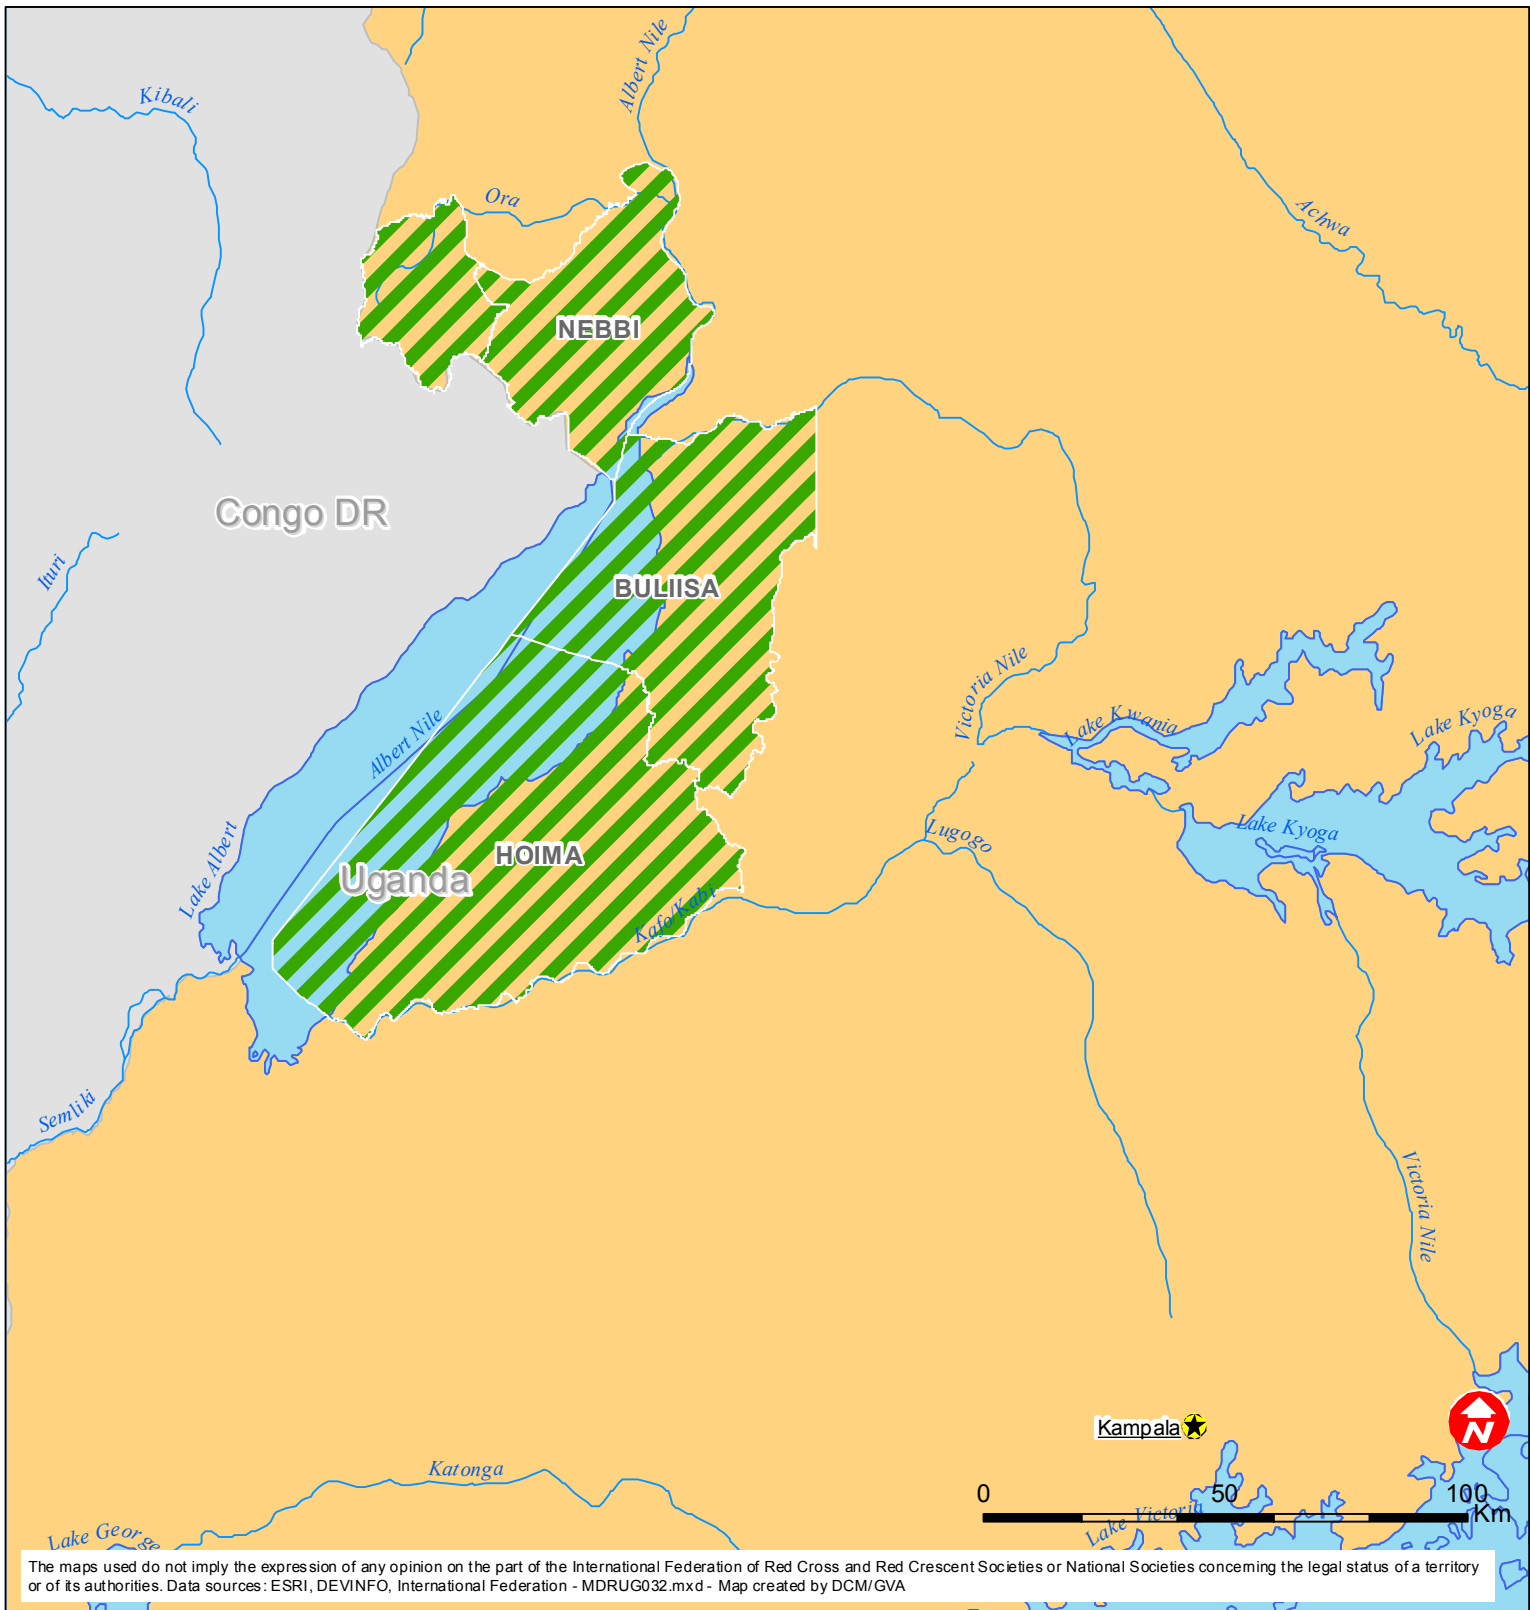 Albert Nile
Kibali
Ora
Achwa
NEBBI
Congo DR
Ituri
BULIISA
Victoria Nile
Lake Kwania
Lake Kyoga
Albert Nile
Lake Kyoga
Lugogo
HOIMA
Lake Albert
Uganda
Kafo/Kabi
Semliki
Victoria Nile
Kampala
N
Katonga
0 50 100
Km
Lake Victoria
Lake George
The maps used do not imply the expression of any opinion on the part of the International Federation of Red Cross and Red Crescent Societies or National Societies concerning the legal status of a territory
or of its authorities. Data sources: ESRI, DEVINFO, International Federation - MDRUG032.mxd - Map created by DCM/GVA